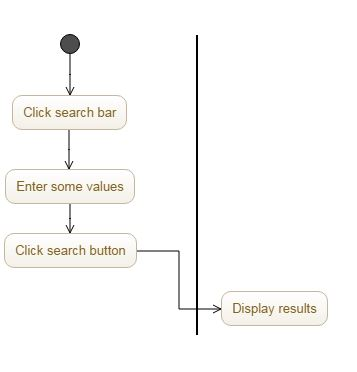 Click search bar
Enter some values
Click search button
Display results